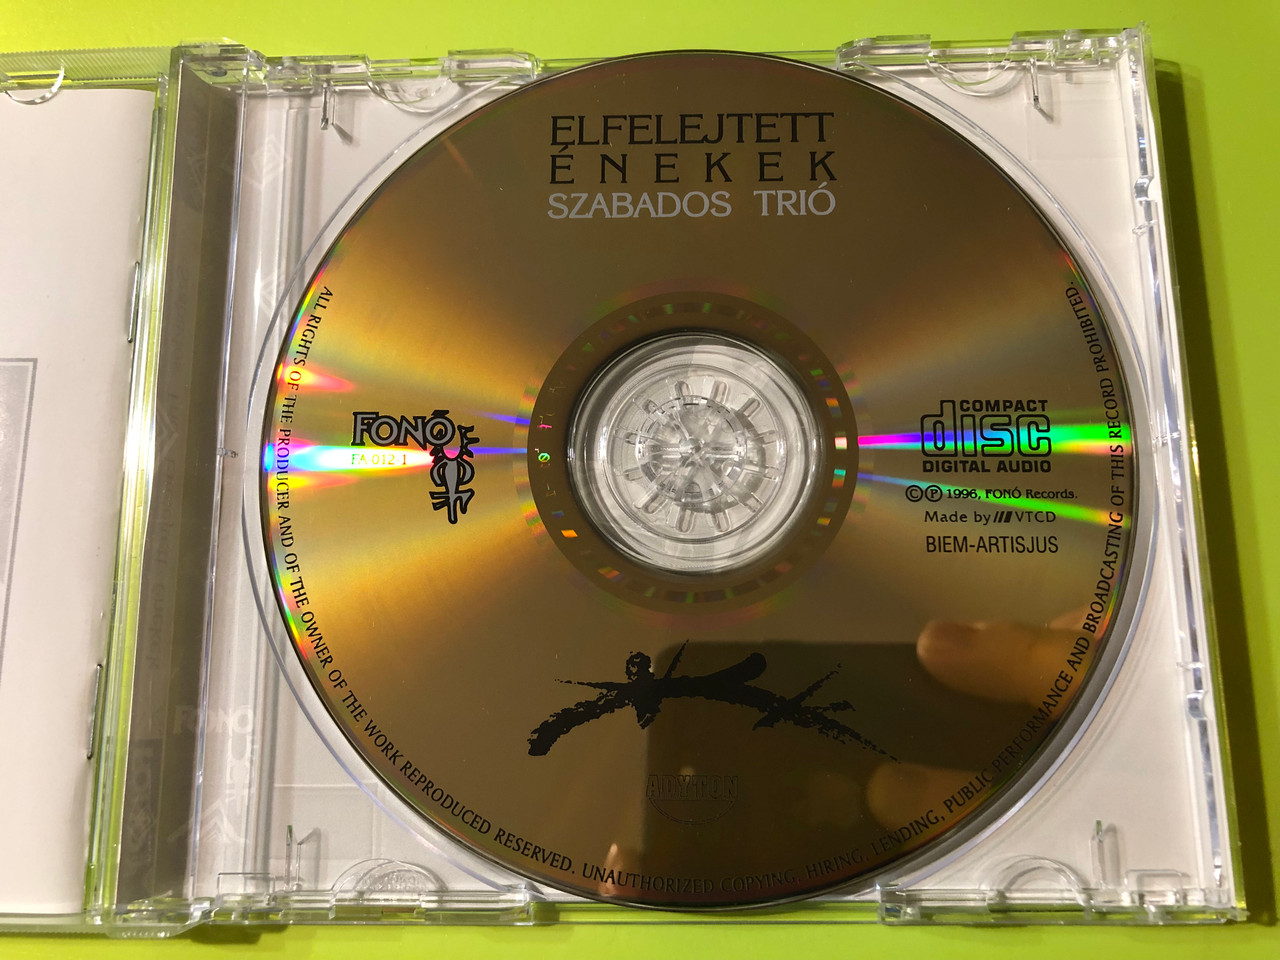 ELFELEJTETT
ÉNEKEK
SZABADOS TRIÓ
FONÓ
FA 012-1
COMPACT
disc
DIGITAL AUDIO
©℗ 1996, FONÓ Records.
Made by VTCD
BIEM-ARTISJUS
ADYTON
ALL RIGHTS OF THE PRODUCER AND OF THE OWNER OF THE WORK REPRODUCED RESERVED. UNAUTHORIZED COPYING, HIRING, LENDING, PUBLIC PERFORMANCE AND BROADCASTING OF THIS RECORD PROHIBITED.